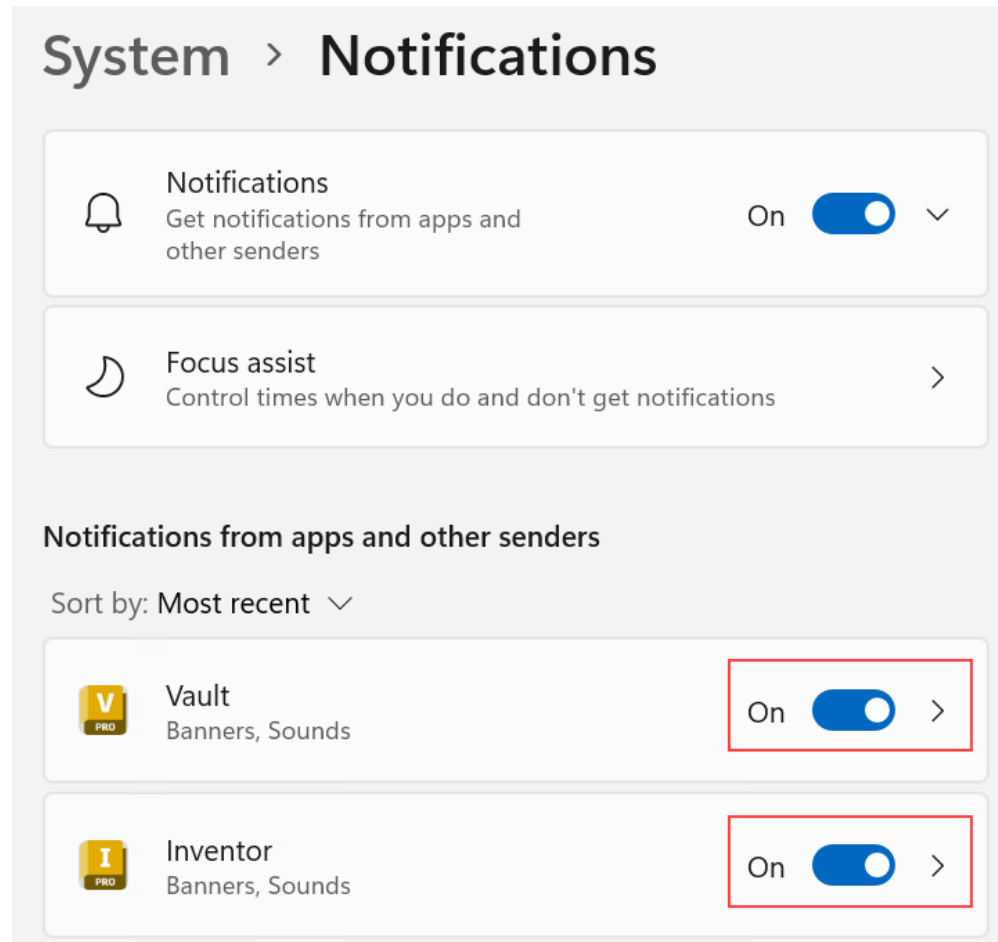 System > Notifications
Notifications
Get notifications from apps and
other senders
On
Focus assist
Control times when you do and don't get notifications
Notifications from apps and other senders
Sort by: Most recent
V
PRO
Vault
Banners, Sounds
On
I
PRO
Inventor
Banners, Sounds
On